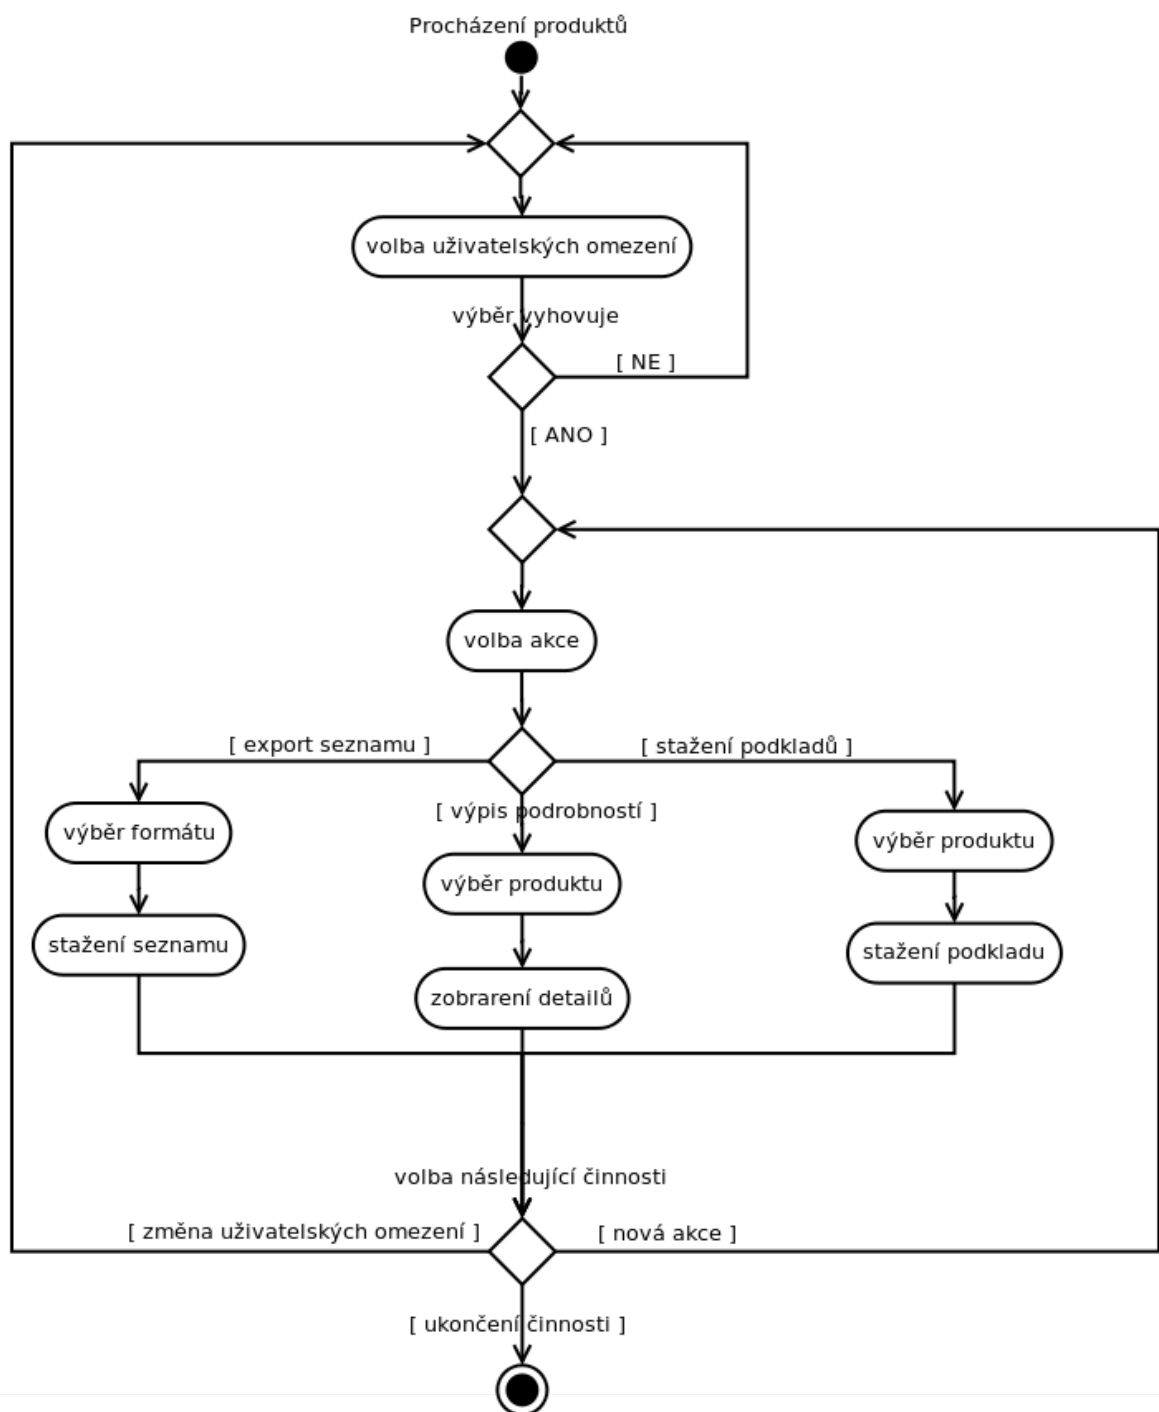 Procházení produktů
volba uživatelských omezení
výběr vyhovuje
[ NE ]
[ ANO ]
volba akce
[ export seznamu ]
[ stažení podkladů ]
[ výpis podrobností ]
výběr formátu
výběr produktu
výběr produktu
stažení seznamu
stažení podkladu
zobrarení detailů
volba následující činnosti
[ změna uživatelských omezení ]
[ nová akce ]
[ ukončení činnosti ]